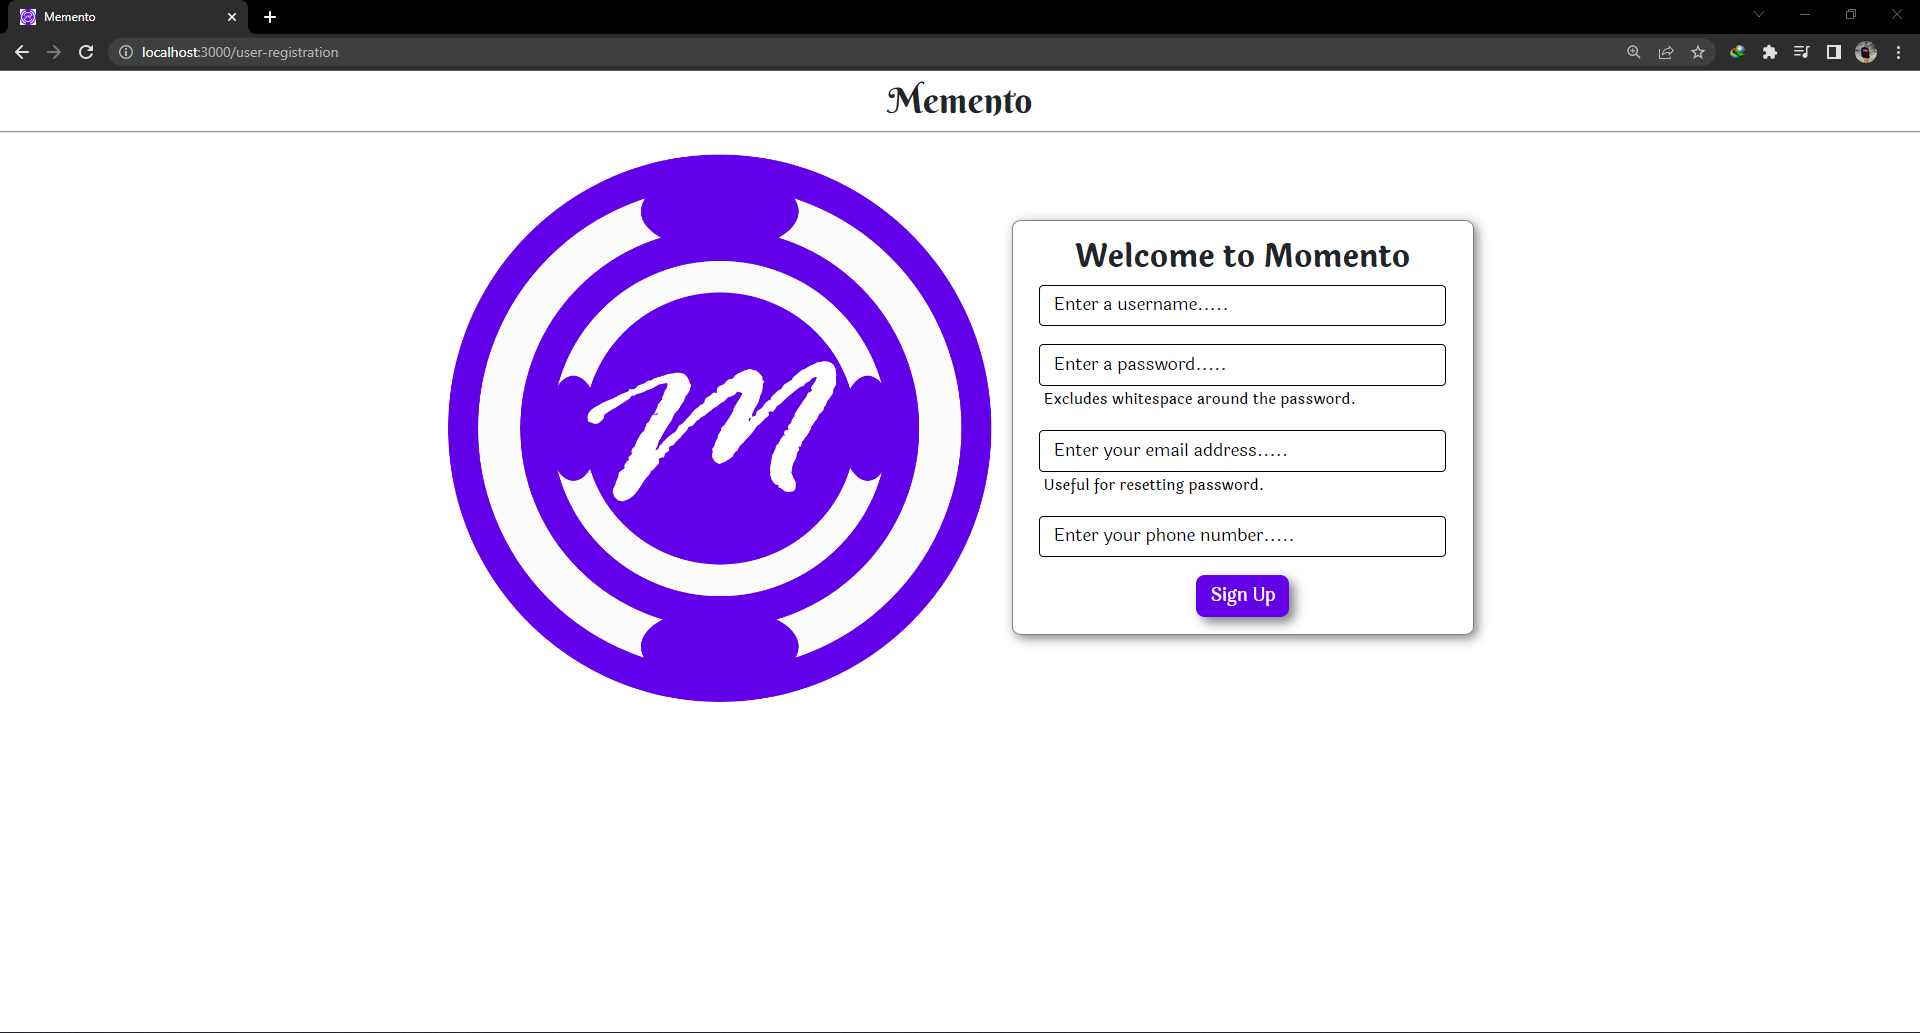 Memento
localhost:3000/user-registration
Memento
M
Welcome to Momento
Enter a username.....
Enter a password.....
Excludes whitespace around the password.
Enter your email address.....
Useful for resetting password.
Enter your phone number.....
Sign Up